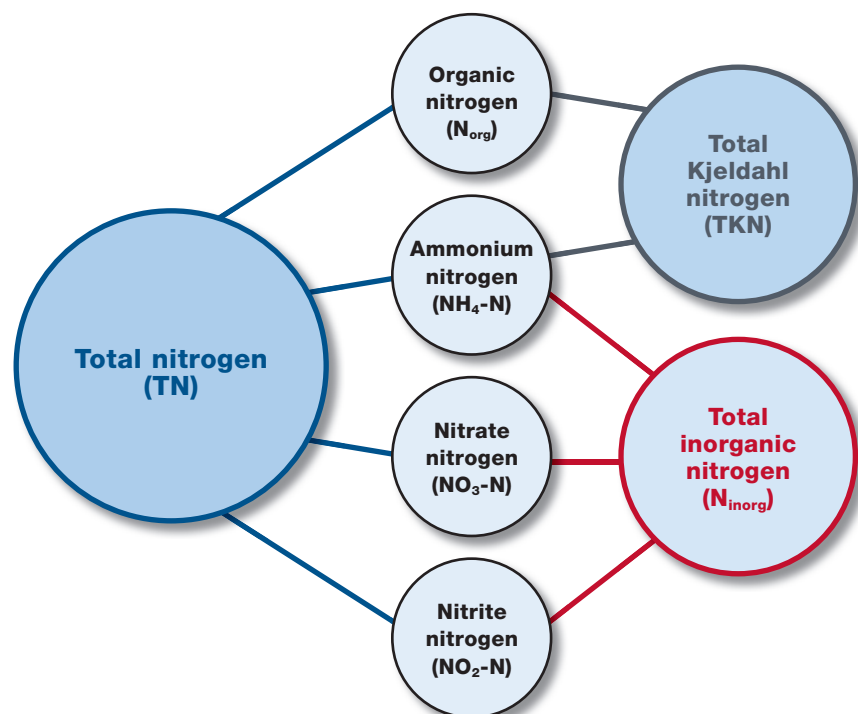 Organic
nitrogen
(Norg)
Total
Kjeldahl
nitrogen
(TKN)
Ammonium
nitrogen
(NH₄-N)
Total nitrogen
(TN)
Nitrate
nitrogen
(NO₃-N)
Total
inorganic
nitrogen
(Ninorg)
Nitrite
nitrogen
(NO₂-N)